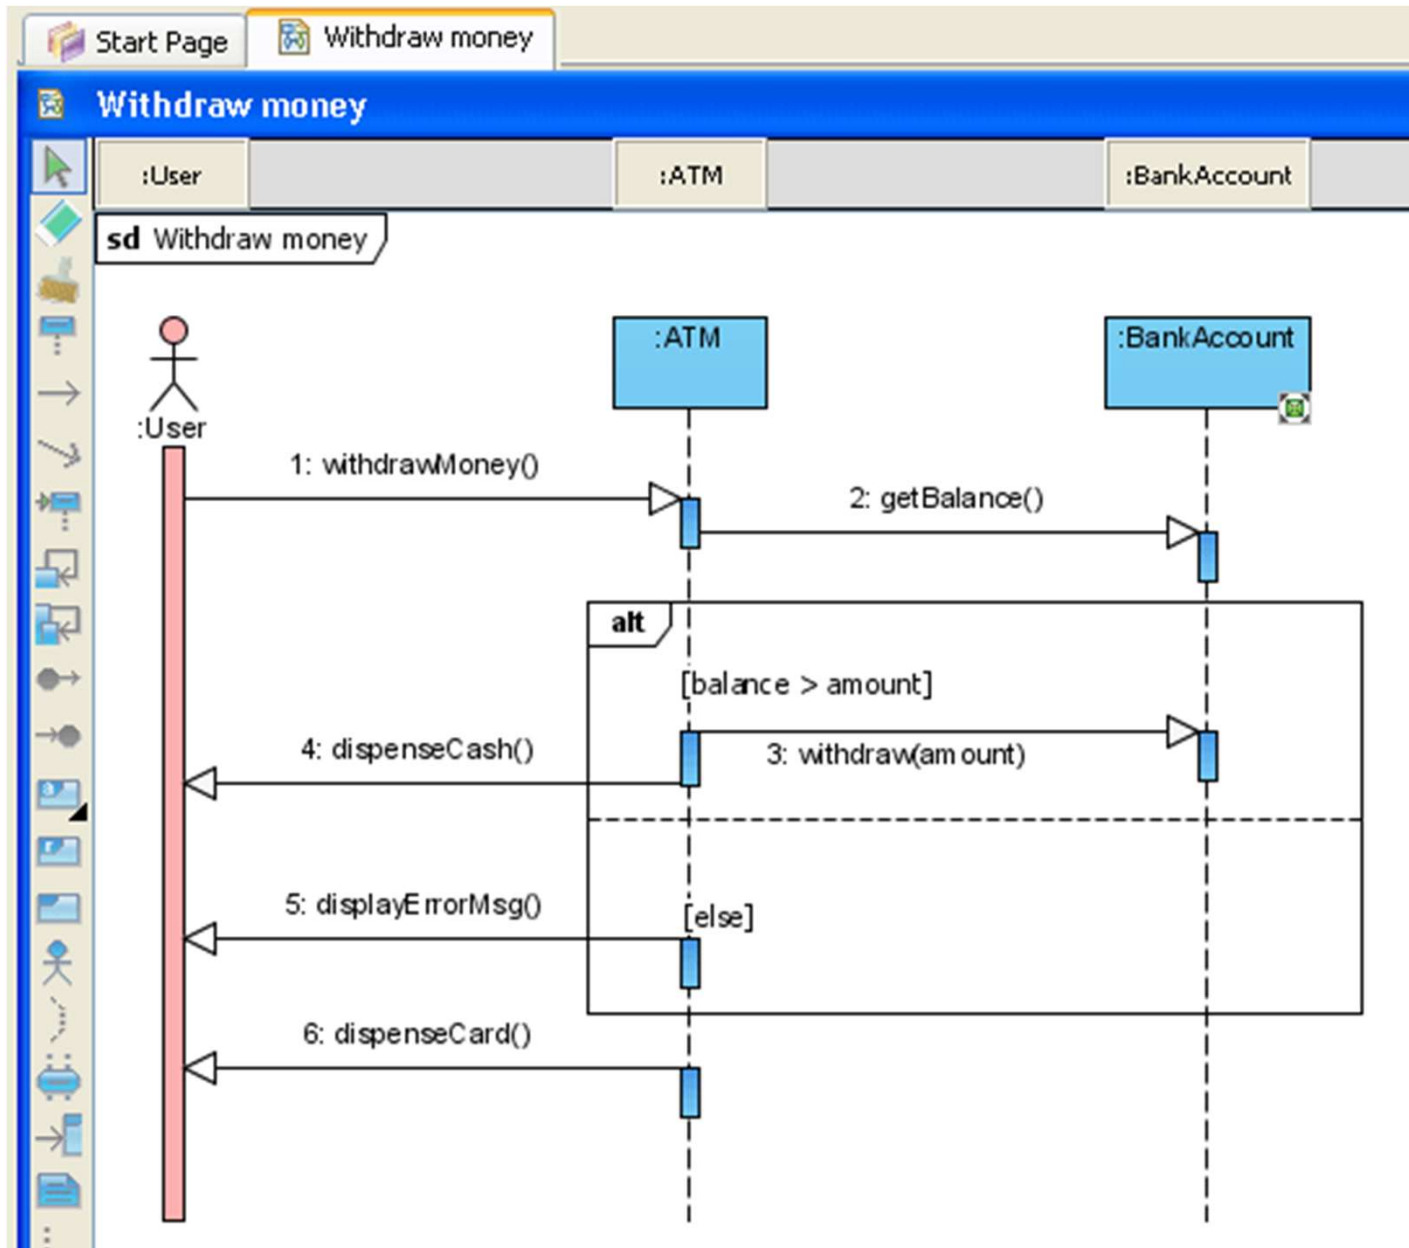 Start Page
Withdraw money
Withdraw money
:User
:ATM
:BankAccount
sd Withdraw money
:ATM
:BankAccount
:User
1: withdrawMoney()
2: getBalance()
alt
[balance > amount]
4: dispenseCash()
3: withdraw(amount)
5: displayErrorMsg()
[else]
6: dispenseCard()